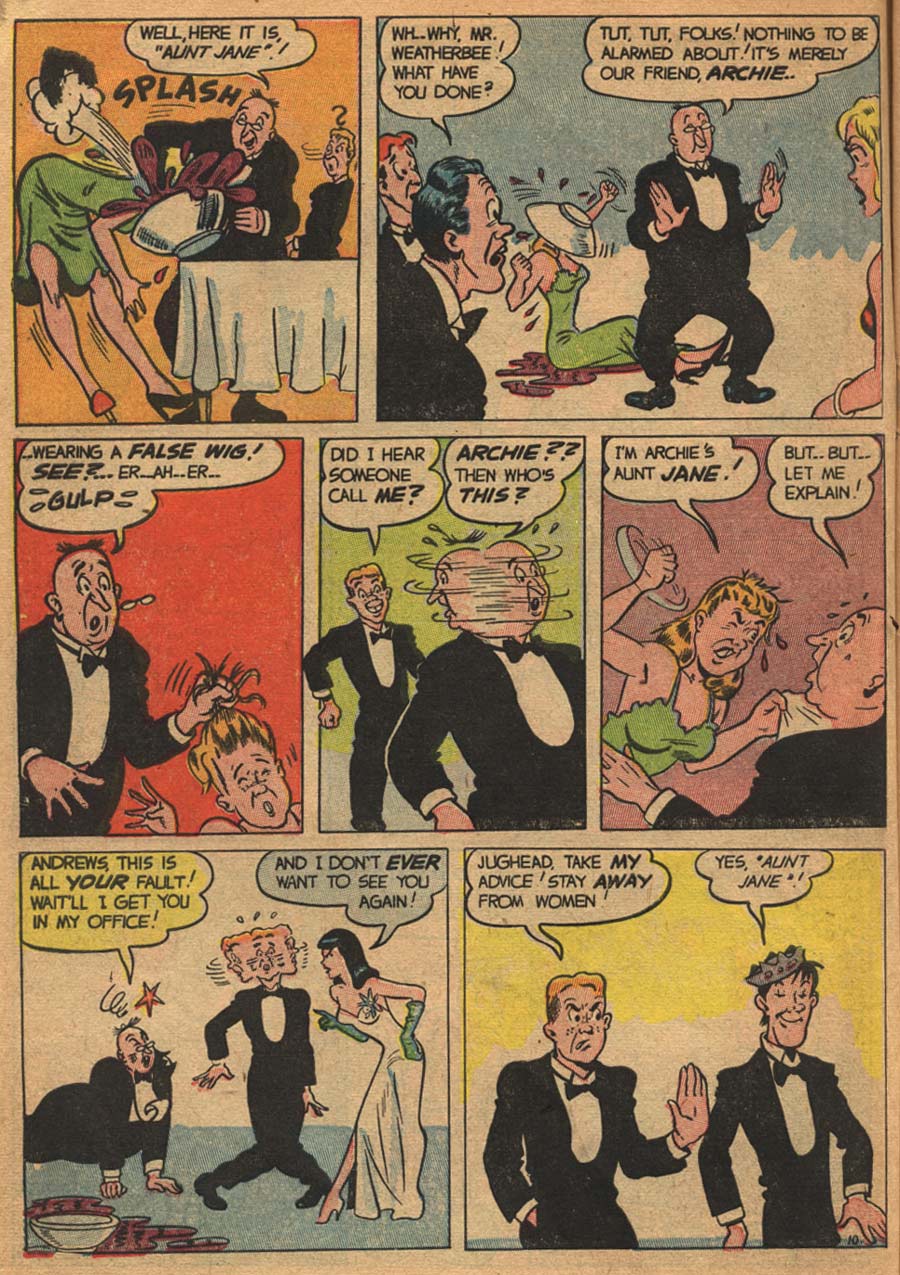 WELL, HERE IT IS,
"AUNT JANE"!
SPLASH
?
WH--WHY, MR.
WEATHERBEE!
WHAT HAVE
YOU DONE?
TUT, TUT, FOLKS! NOTHING TO BE
ALARMED ABOUT! IT'S MERELY
OUR FRIEND, ARCHIE..
..WEARING A FALSE WIG!
SEE?... ER--AH--ER--
GULP
DID I HEAR
SOMEONE
CALL ME?
ARCHIE??
THEN WHO'S
THIS?
I'M ARCHIE'S
AUNT JANE!
BUT.. BUT..
LET ME
EXPLAIN!
ANDREWS, THIS IS
ALL YOUR FAULT!
WAIT'LL I GET YOU
IN MY OFFICE!
AND I DON'T EVER
WANT TO SEE YOU
AGAIN!
JUGHEAD, TAKE MY
ADVICE! STAY AWAY
FROM WOMEN!
YES, "AUNT
JANE"!
10